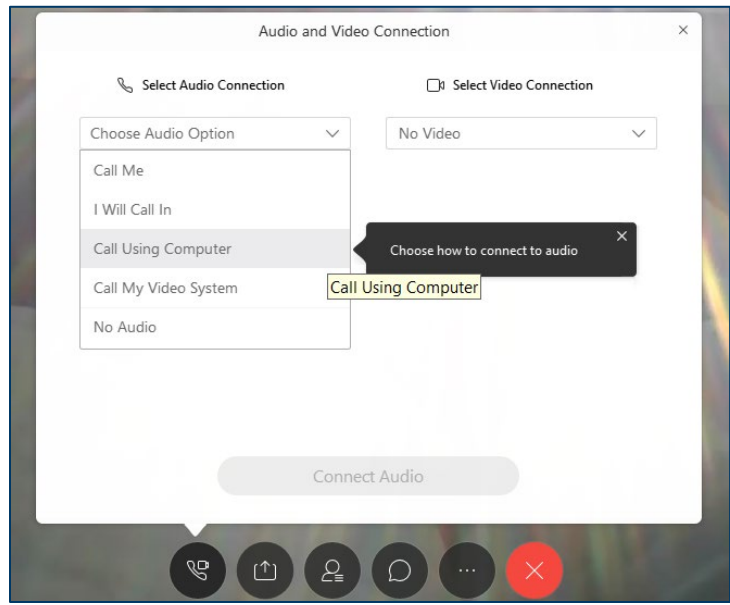 Audio and Video Connection
Select Audio Connection
Select Video Connection
Choose Audio Option
No Video
Call Me
I Will Call In
Call Using Computer
Choose how to connect to audio
Call My Video System
Call Using Computer
No Audio
Connect Audio